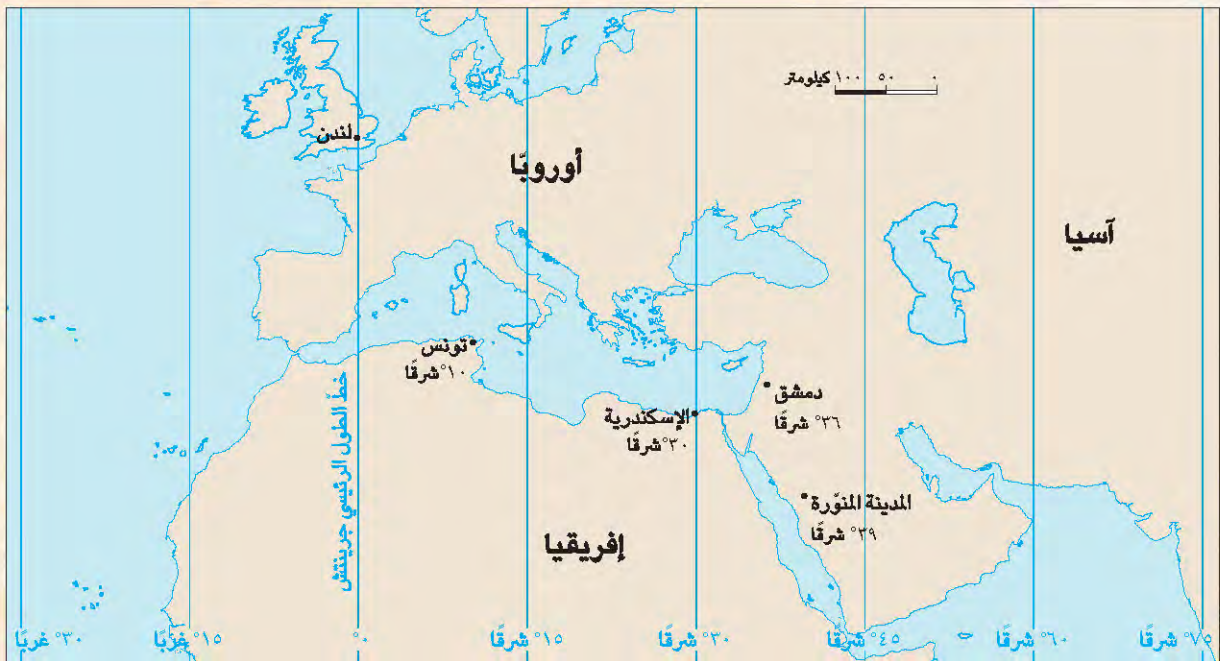 ٠ ٥٠ ١٠٠ كيلومتر
لندن
أوروبّا
آسيا
تونس
١٠° شرقًا
دمشق
٣٦° شرقًا
الإسكندرية
٣٠° شرقًا
خطّ الطول الرئيسي جرينتش
المدينة المنوّرة
٣٩° شرقًا
إفريقيا
٣٠° غربًا
١٥° غربًا
٠°
١٥° شرقًا
٣٠° شرقًا
٤٥° شرقًا
٦٠° شرقًا
٧٥° شرقًا